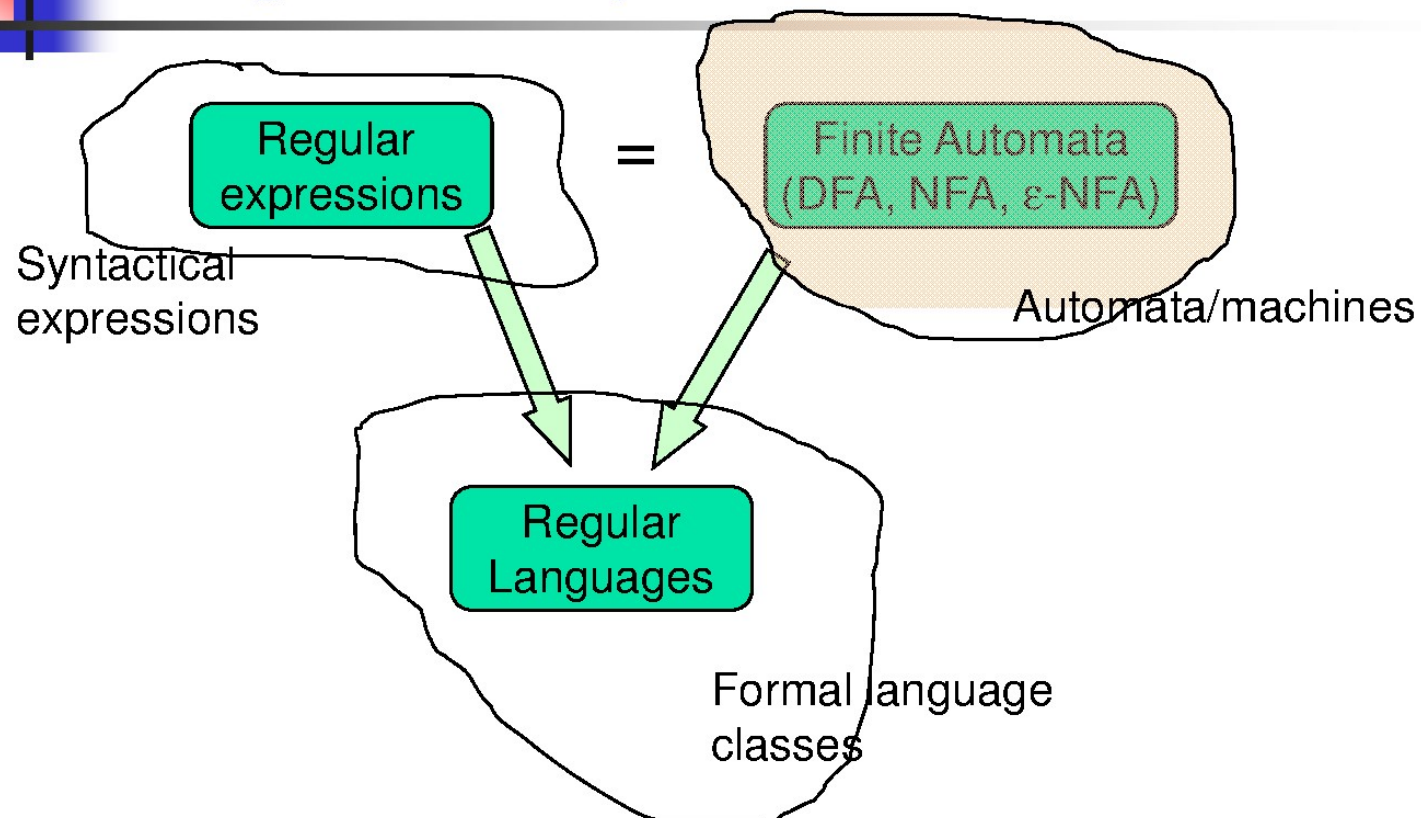 Regular
expressions
=
Finite Automata
(DFA, NFA, ε-NFA)
Syntactical
expressions
Automata/machines
Regular
Languages
Formal language
classes